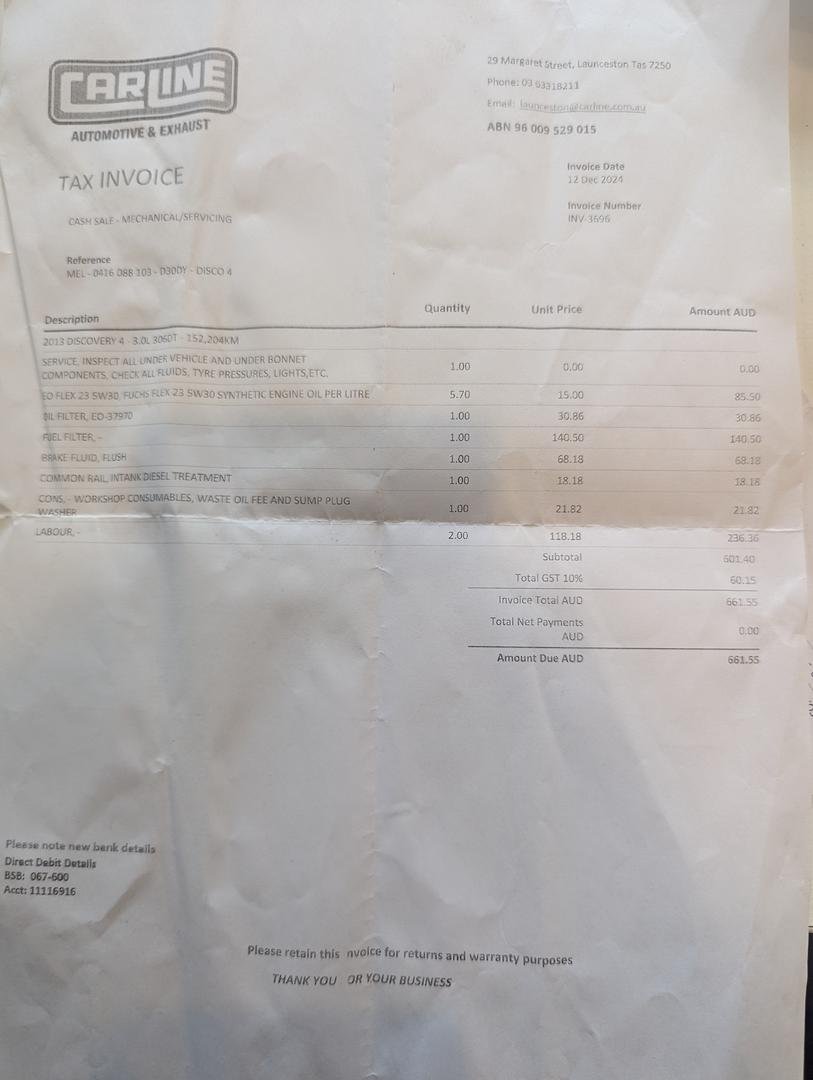 CARLINE
AUTOMOTIVE & EXHAUST
29 Margaret Street, Launceston Tas 7250
Phone: 03 63318211
Email: launceston@carline.com.au
ABN 96 009 529 015
TAX INVOICE
Invoice Date
12 Dec 2024
CASH SALE - MECHANICAL/SERVICING
Invoice Number
INV-3696
Reference
MEL - 0416 088 103 - D30DY - DISCO 4
Description Quantity Unit Price Amount AUD
2013 DISCOVERY 4 - 3.0L 306DT - 152,204KM
SERVICE, INSPECT ALL UNDER VEHICLE AND UNDER BONNET
COMPONENTS, CHECK ALL FLUIDS, TYRE PRESSURES, LIGHTS,ETC. 1.00 0.00 0.00
EO FLEX 23 5W30, FUCHS FLEX 23 5W30 SYNTHETIC ENGINE OIL PER LITRE 5.70 15.00 85.50
OIL FILTER, EO-37970 1.00 30.86 30.86
FUEL FILTER, - 1.00 140.50 140.50
BRAKE FLUID, FLUSH 1.00 68.18 68.18
COMMON RAIL, INTANK DIESEL TREATMENT 1.00 18.18 18.18
CONS, - WORKSHOP CONSUMABLES, WASTE OIL FEE AND SUMP PLUG
WASHER 1.00 21.82 21.82
LABOUR, - 2.00 118.18 236.36
Subtotal 601.40
Total GST 10% 60.15
Invoice Total AUD 661.55
Total Net Payments
AUD 0.00
Amount Due AUD 661.55
Please note new bank details
Direct Debit Details
BSB: 067-600
Acct: 11116916
Please retain this nvoice for returns and warranty purposes
THANK YOU OR YOUR BUSINESS